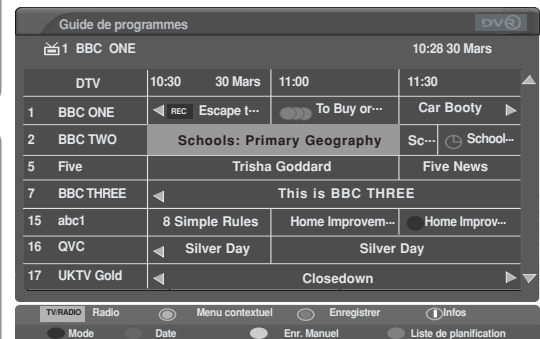 Guide de programmes DVR
1 BBC ONE 10:28 30 Mars
DTV 10:30 30 Mars 11:00 11:30
1 BBC ONE REC Escape t... To Buy or... Car Booty
2 BBC TWO Schools: Primary Geography Sc... School...
5 Five Trisha Goddard Five News
7 BBC THREE This is BBC THREE
15 abc1 8 Simple Rules Home Improvem... Home Improv...
16 QVC Silver Day Silver Day
17 UKTV Gold Closedown
TV/RADIO Radio Menu contextuel Enregistrer Infos
Mode Date Enr. Manuel Liste de planification